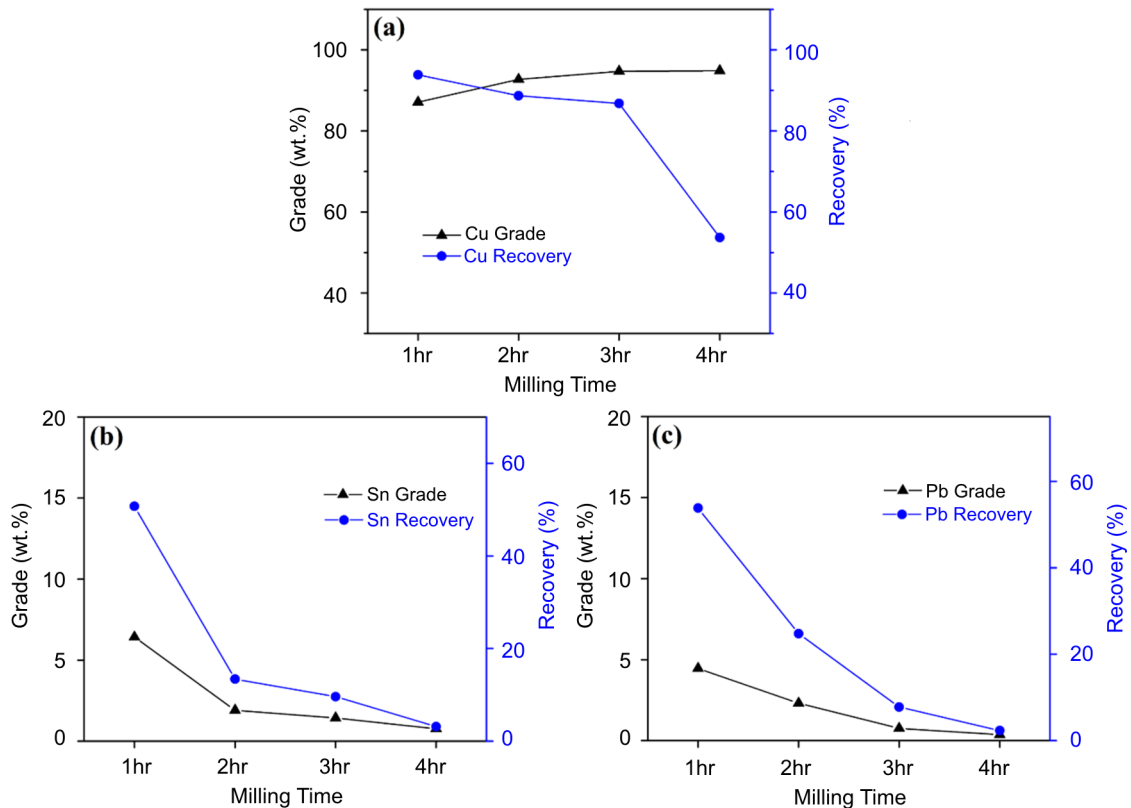 (a)
100
80
60
40
Grade (wt.%)
100
80
60
40
Recovery (%)
Cu Grade
Cu Recovery
1hr 2hr 3hr 4hr
Milling Time
(b)
20
15
10
5
0
Grade (wt.%)
60
40
20
0
Recovery (%)
Sn Grade
Sn Recovery
1hr 2hr 3hr 4hr
Milling Time
(c)
20
15
10
5
0
Grade (wt.%)
60
40
20
0
Recovery (%)
Pb Grade
Pb Recovery
1hr 2hr 3hr 4hr
Milling Time